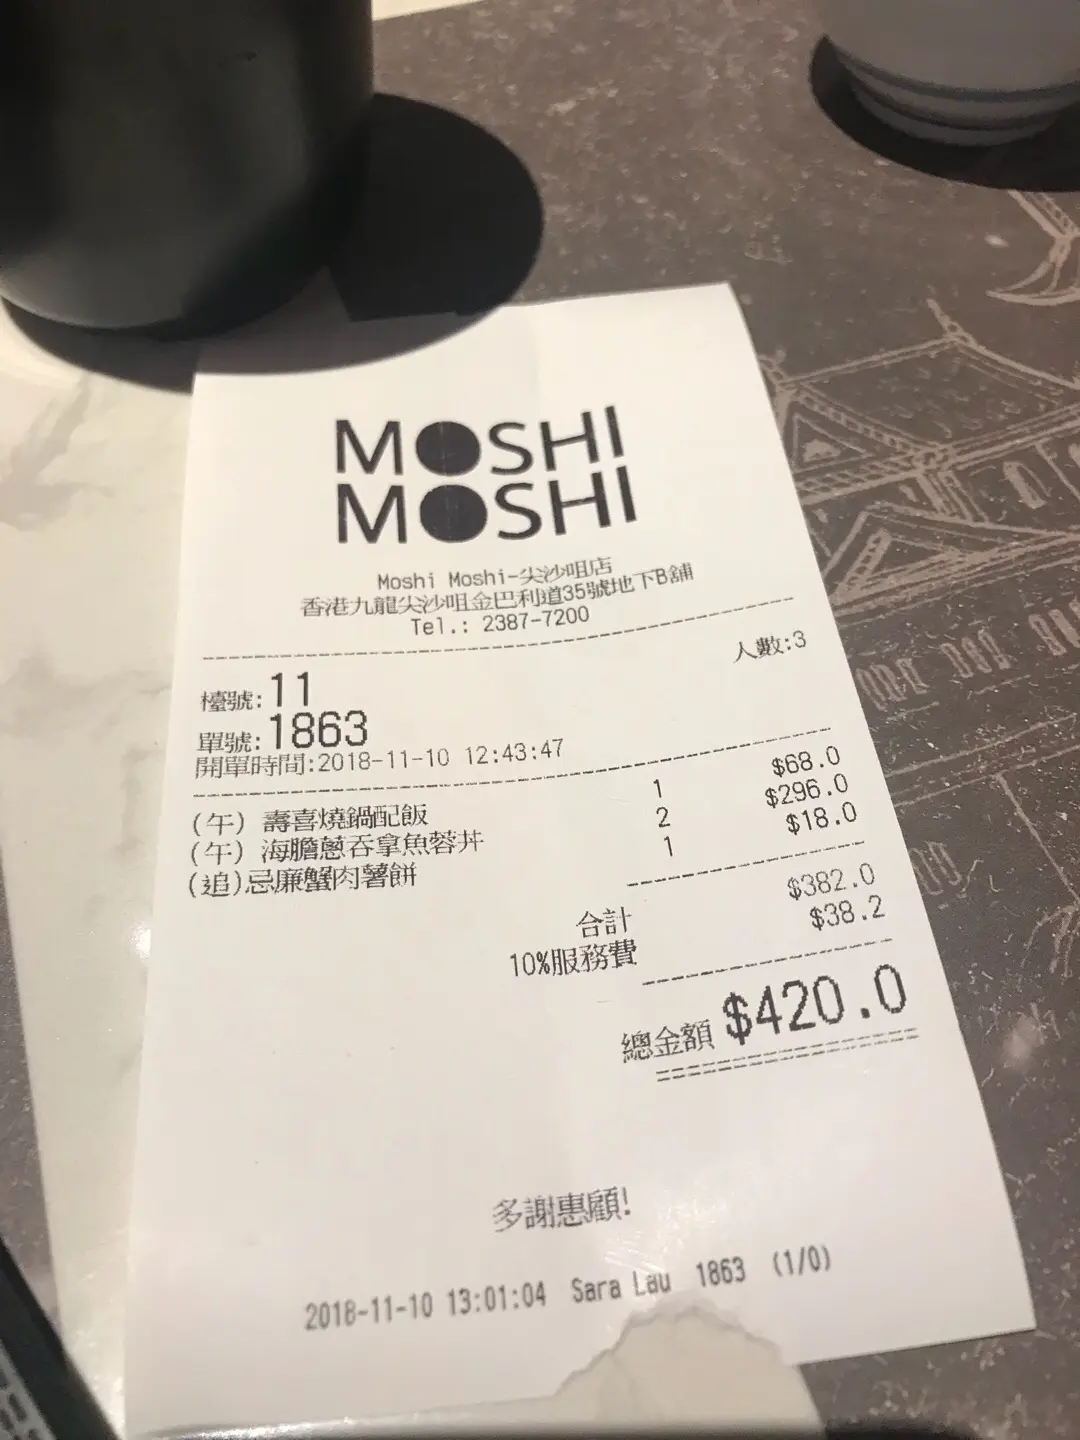 MOSHI
MOSHI
Moshi Moshi-尖沙咀店
香港九龍尖沙咀金巴利道35號地下B舖
Tel.: 2387-7200
人數:3
檯號:11
單號:1863
開單時間:2018-11-10 12:43:47
(午) 壽喜燒鍋配飯 1 $68.0
(午) 海膽蔥吞拿魚蓉丼 2 $296.0
(追)忌廉蟹肉薯餅 1 $18.0
合計 $382.0
10%服務費 $38.2
總金額 $420.0
多謝惠顧!
2018-11-10 13:01:04 Sara Lau 1863 (1/0)